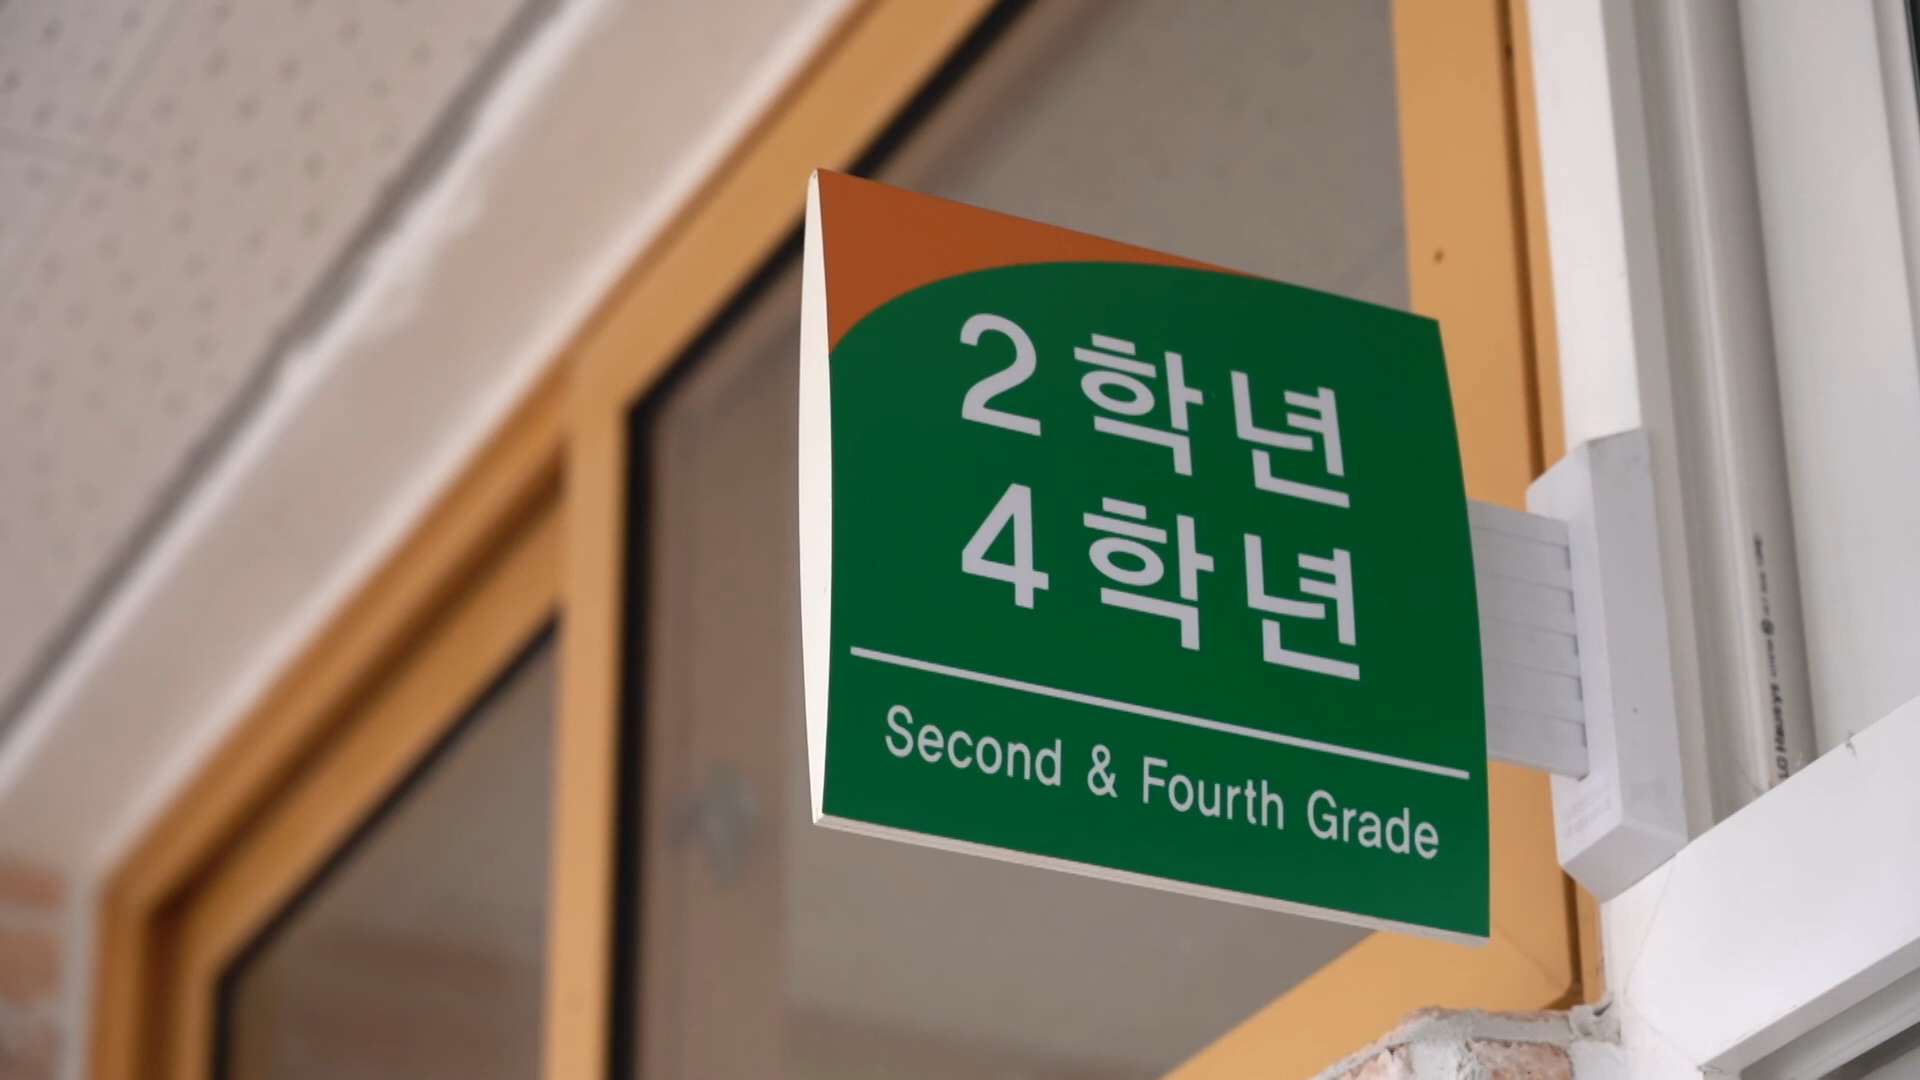 2학년
4학년
Second & Fourth Grade